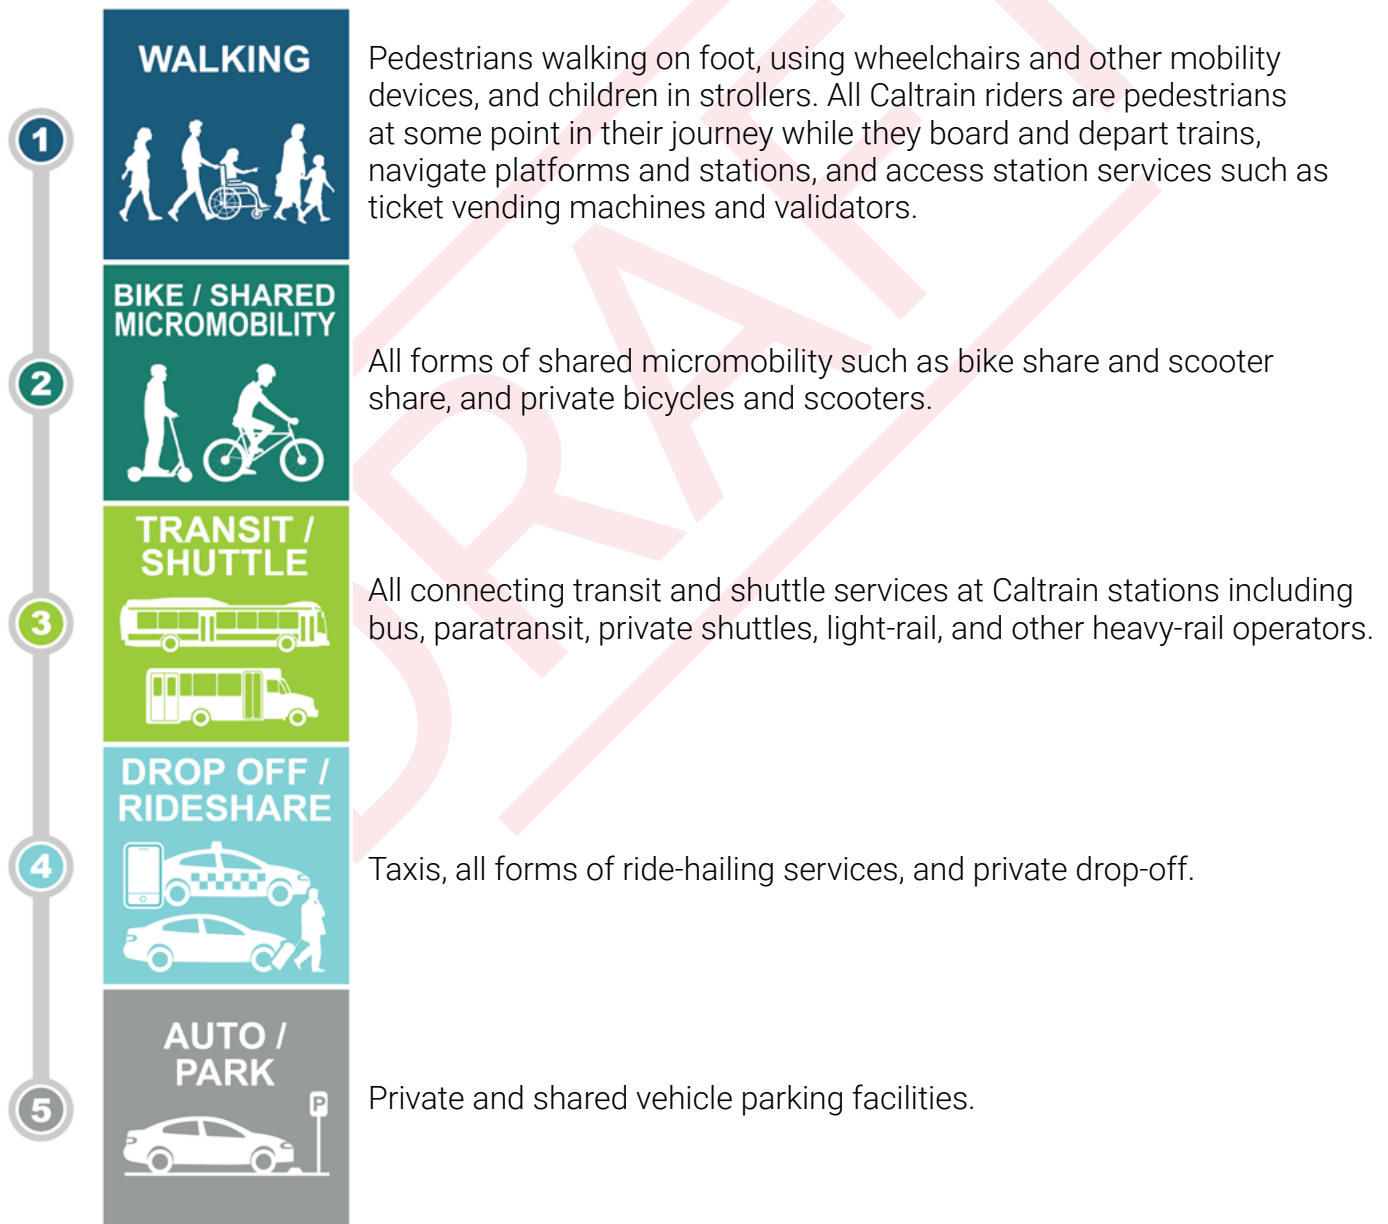 1
WALKING
Pedestrians walking on foot, using wheelchairs and other mobility
devices, and children in strollers. All Caltrain riders are pedestrians
at some point in their journey while they board and depart trains,
navigate platforms and stations, and access station services such as
ticket vending machines and validators.
2
BIKE / SHARED
MICROMOBILITY
All forms of shared micromobility such as bike share and scooter
share, and private bicycles and scooters.
3
TRANSIT /
SHUTTLE
All connecting transit and shuttle services at Caltrain stations including
bus, paratransit, private shuttles, light-rail, and other heavy-rail operators.
4
DROP OFF /
RIDESHARE
Taxis, all forms of ride-hailing services, and private drop-off.
5
AUTO /
PARK
P
Private and shared vehicle parking facilities.
DRAFT